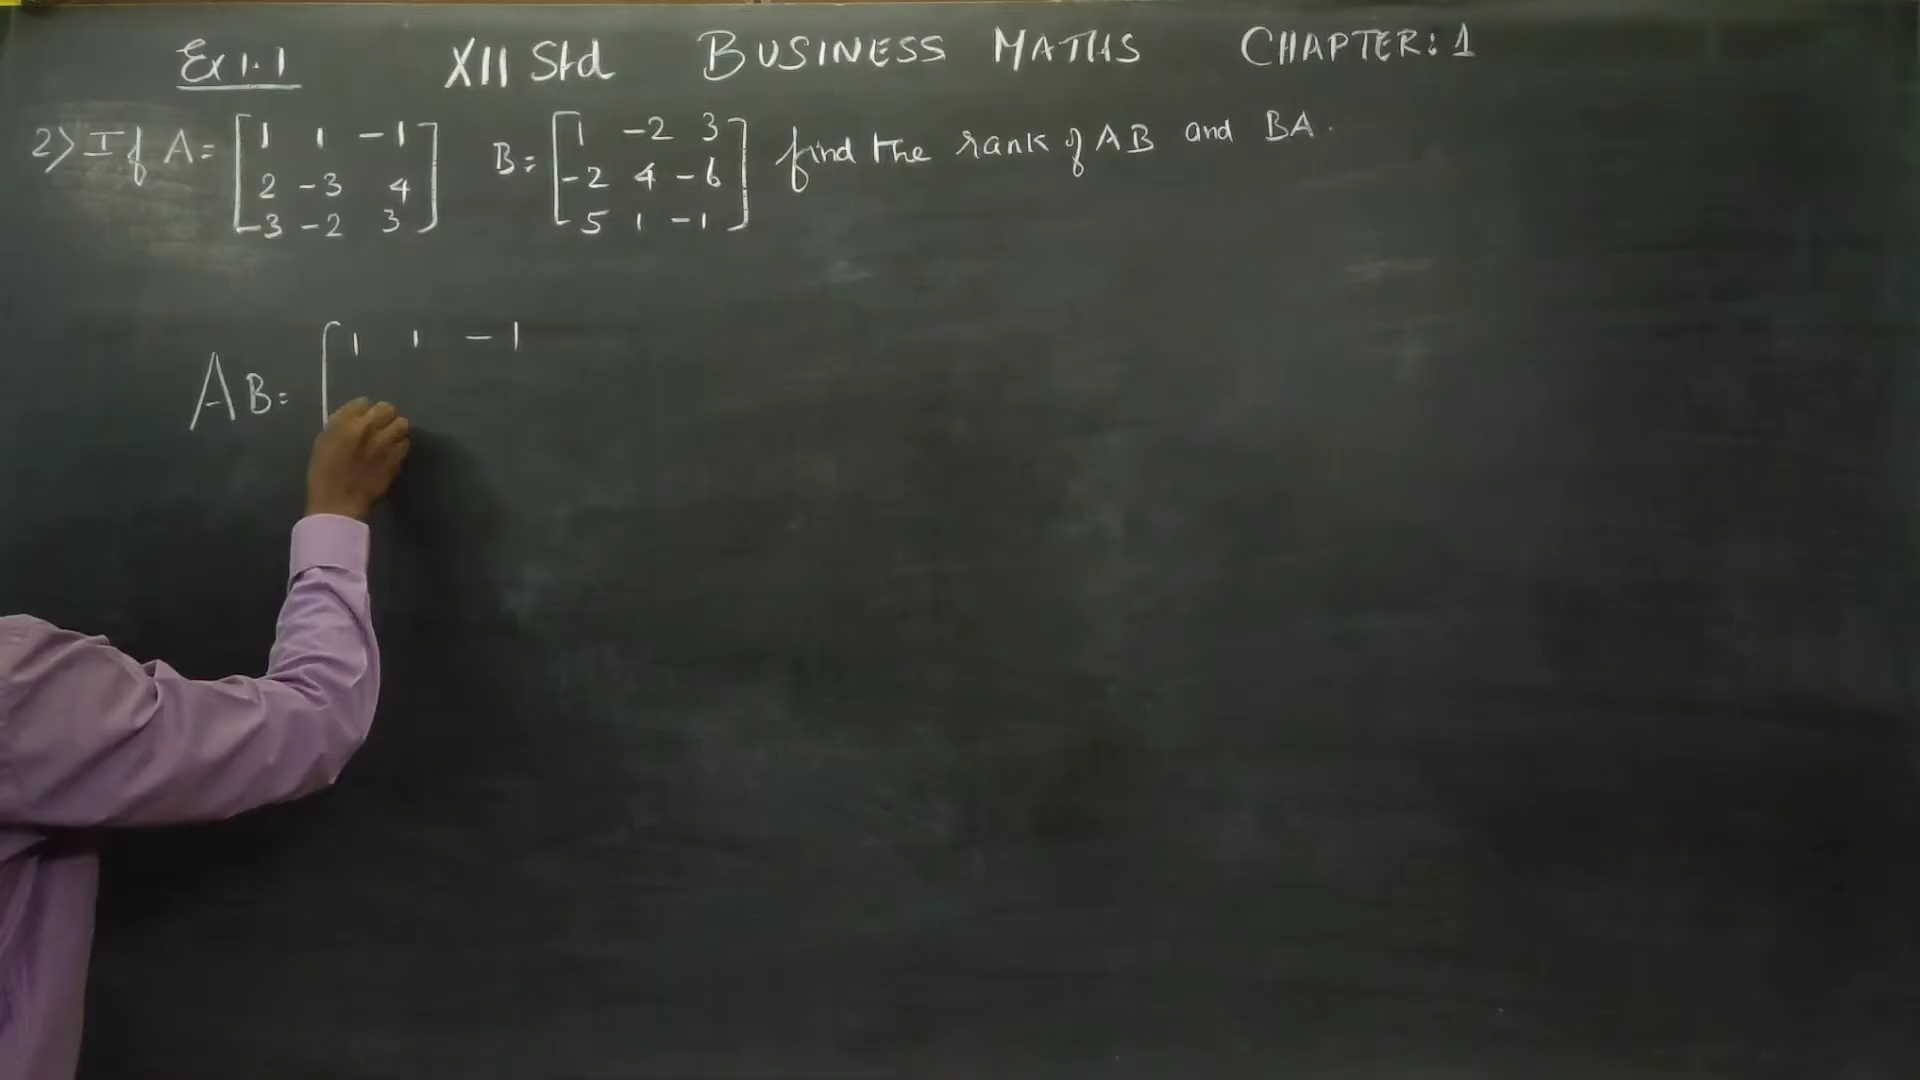 Ex 1.1 XII Std BUSINESS MATHS CHAPTER: 1
2) If A = [1 1 -1 B = [1 -2 3 find the rank of AB and BA.
2 -3 4 -2 4 -6
3 -2 3] 5 1 -1]
AB = [1 1 -1